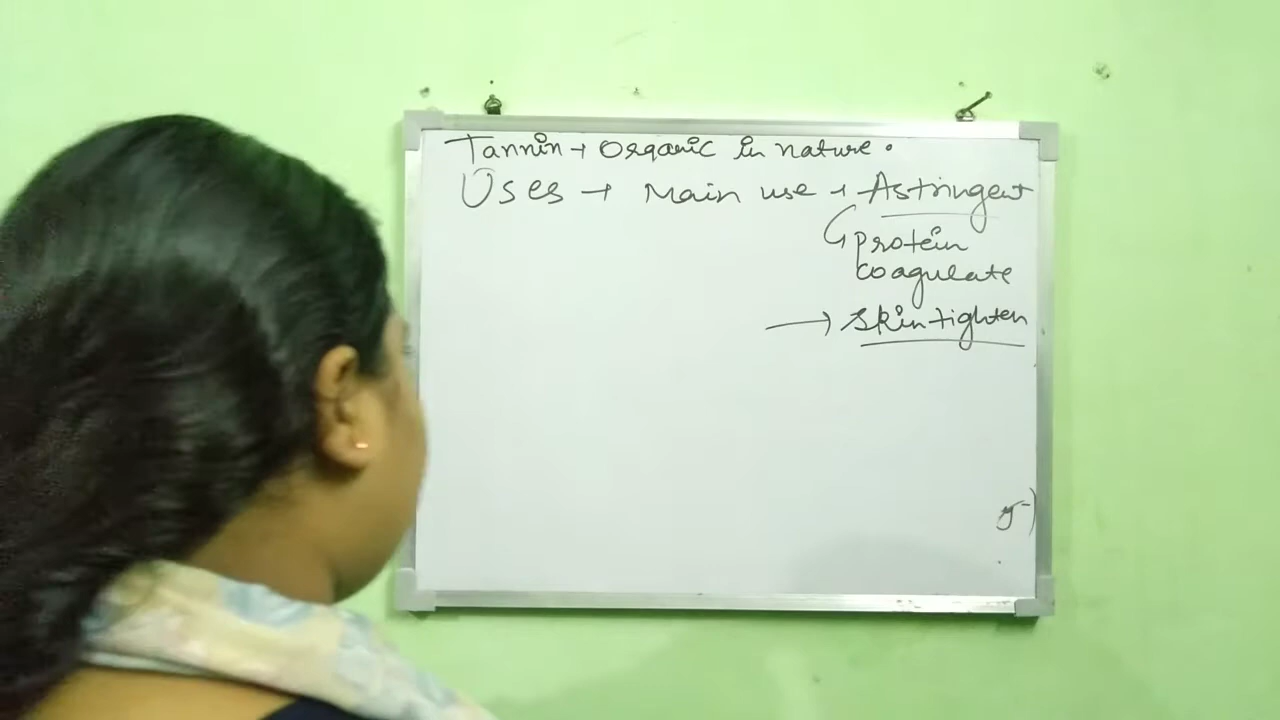 Tannin → Organic in nature.
Uses → Main use → Astringent
protein
coagulate
→ Skin tighten